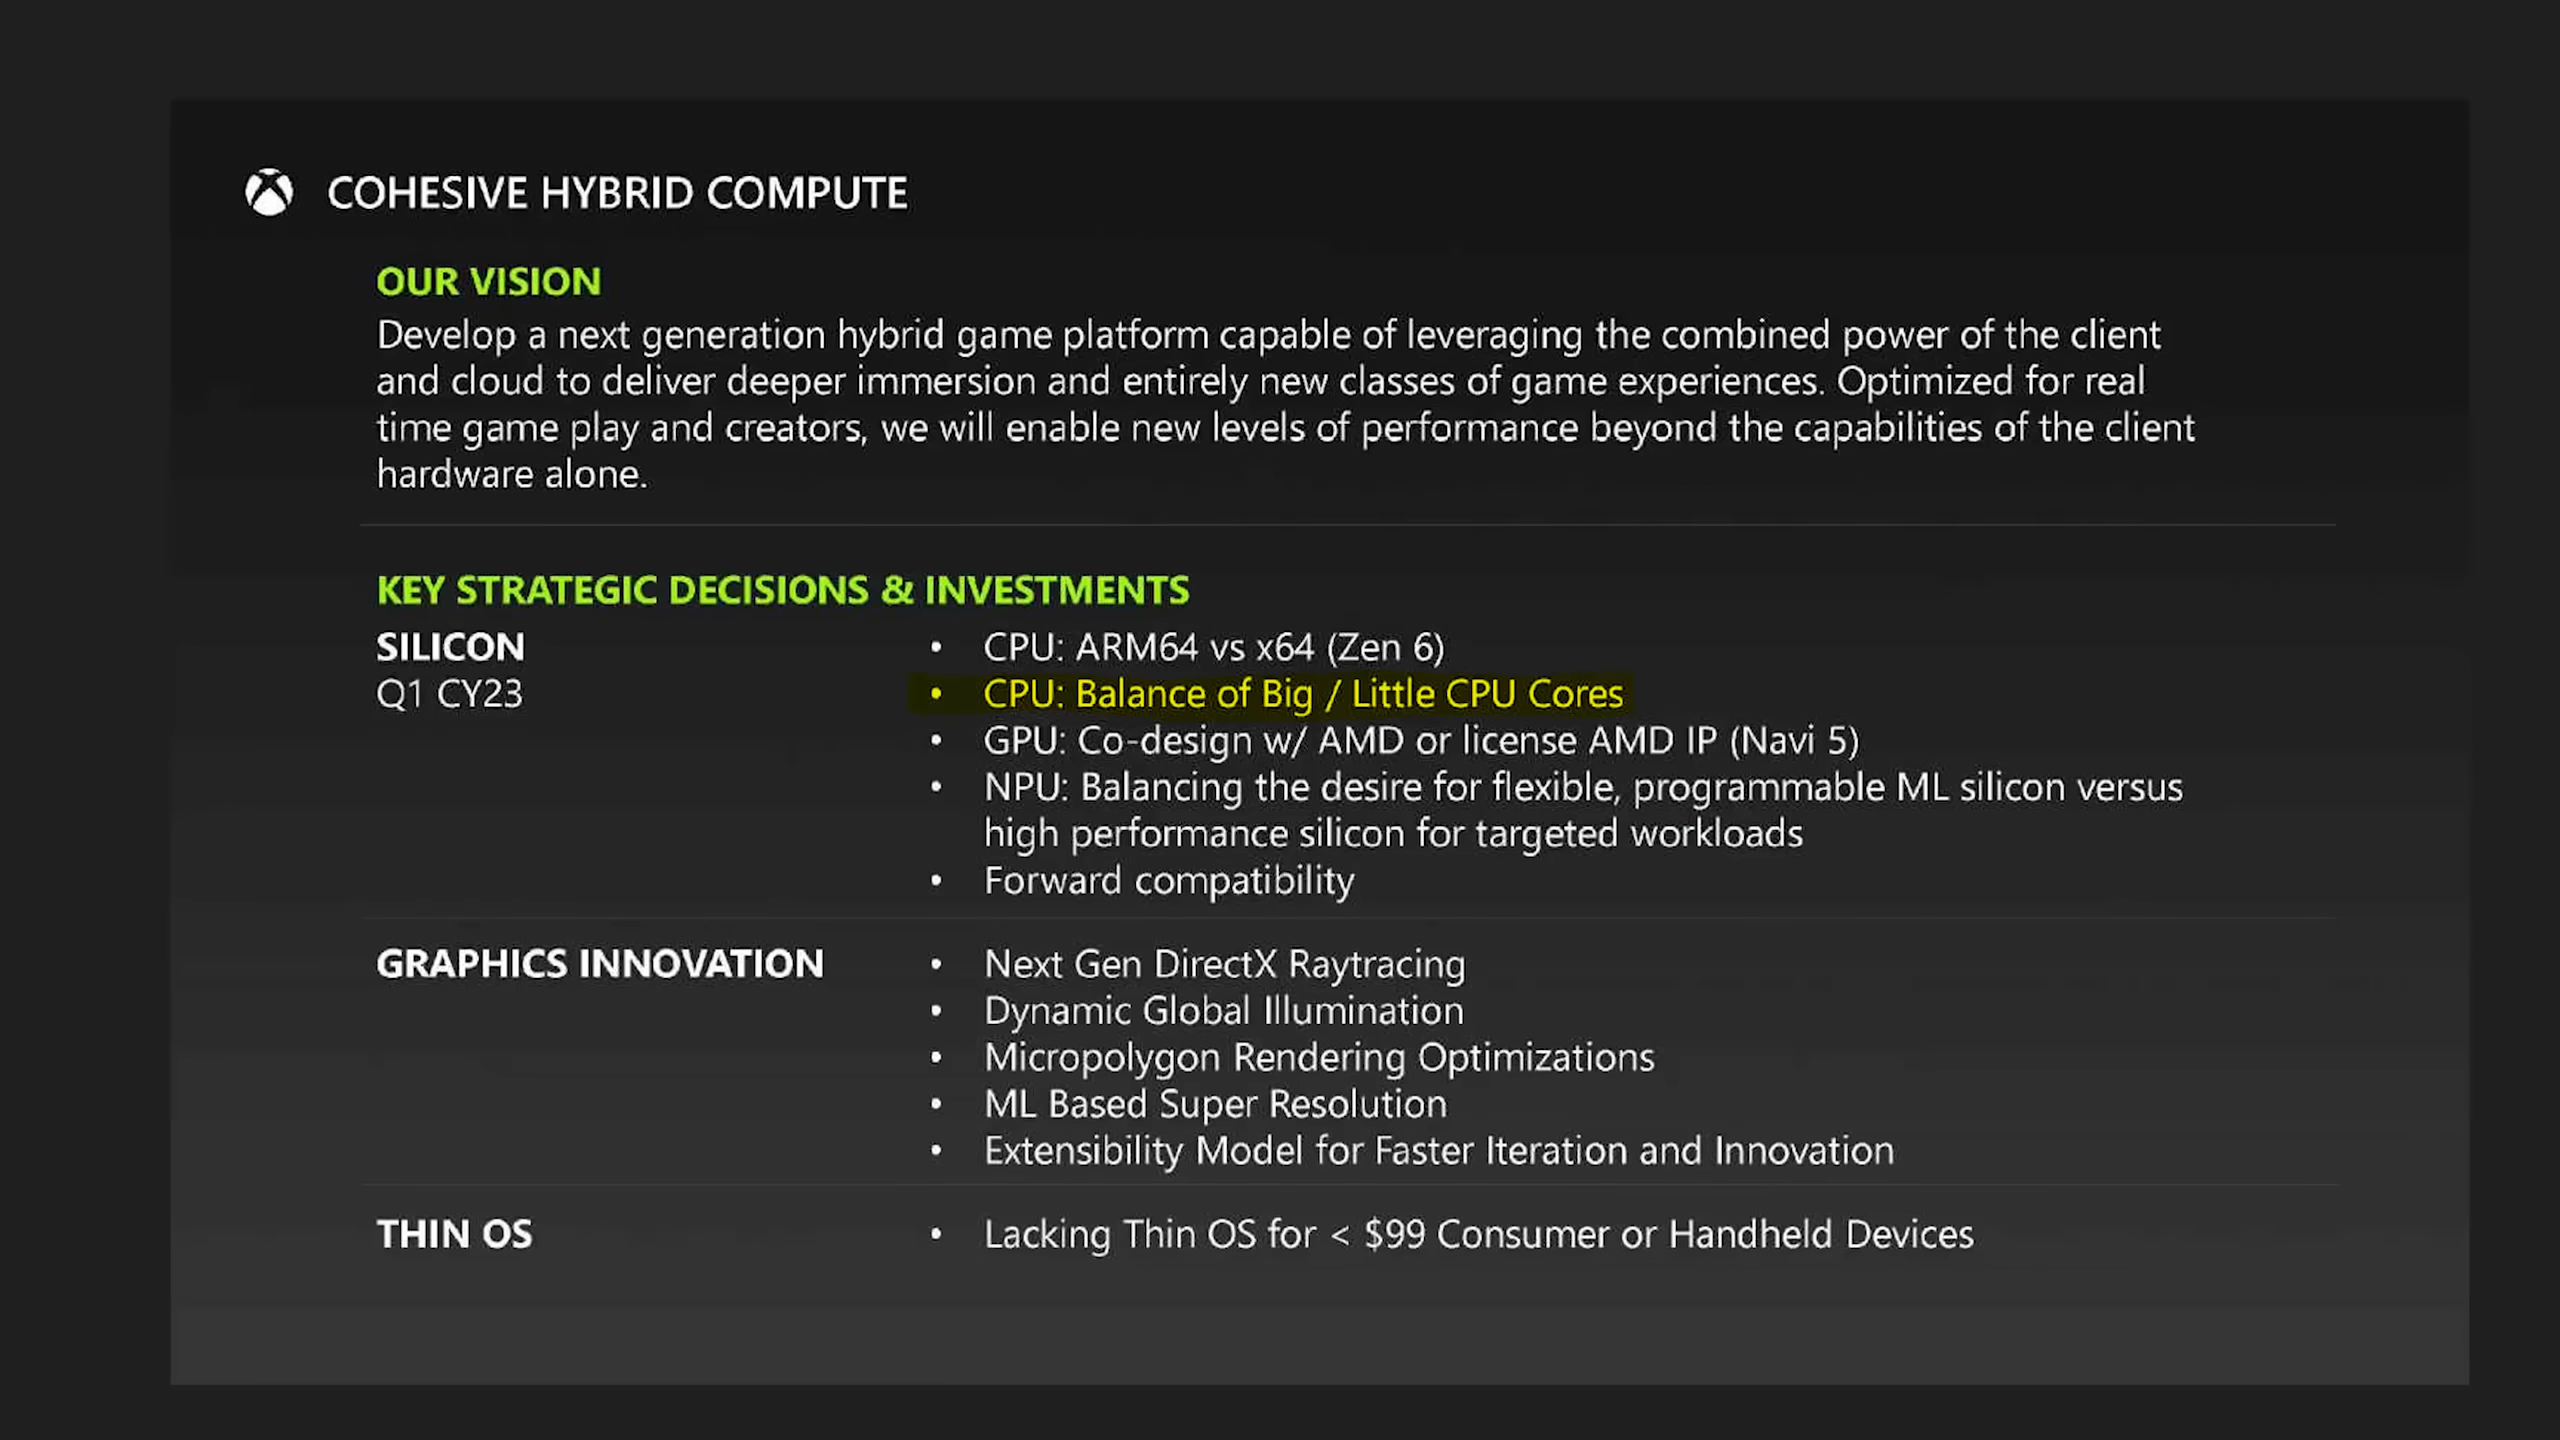 COHESIVE HYBRID COMPUTE
OUR VISION
Develop a next generation hybrid game platform capable of leveraging the combined power of the client
and cloud to deliver deeper immersion and entirely new classes of game experiences. Optimized for real
time game play and creators, we will enable new levels of performance beyond the capabilities of the client
hardware alone.
KEY STRATEGIC DECISIONS & INVESTMENTS
SILICON
Q1 CY23
• CPU: ARM64 vs x64 (Zen 6)
• CPU: Balance of Big / Little CPU Cores
• GPU: Co-design w/ AMD or license AMD IP (Navi 5)
• NPU: Balancing the desire for flexible, programmable ML silicon versus
high performance silicon for targeted workloads
• Forward compatibility
GRAPHICS INNOVATION
• Next Gen DirectX Raytracing
• Dynamic Global Illumination
• Micropolygon Rendering Optimizations
• ML Based Super Resolution
• Extensibility Model for Faster Iteration and Innovation
THIN OS
• Lacking Thin OS for < $99 Consumer or Handheld Devices